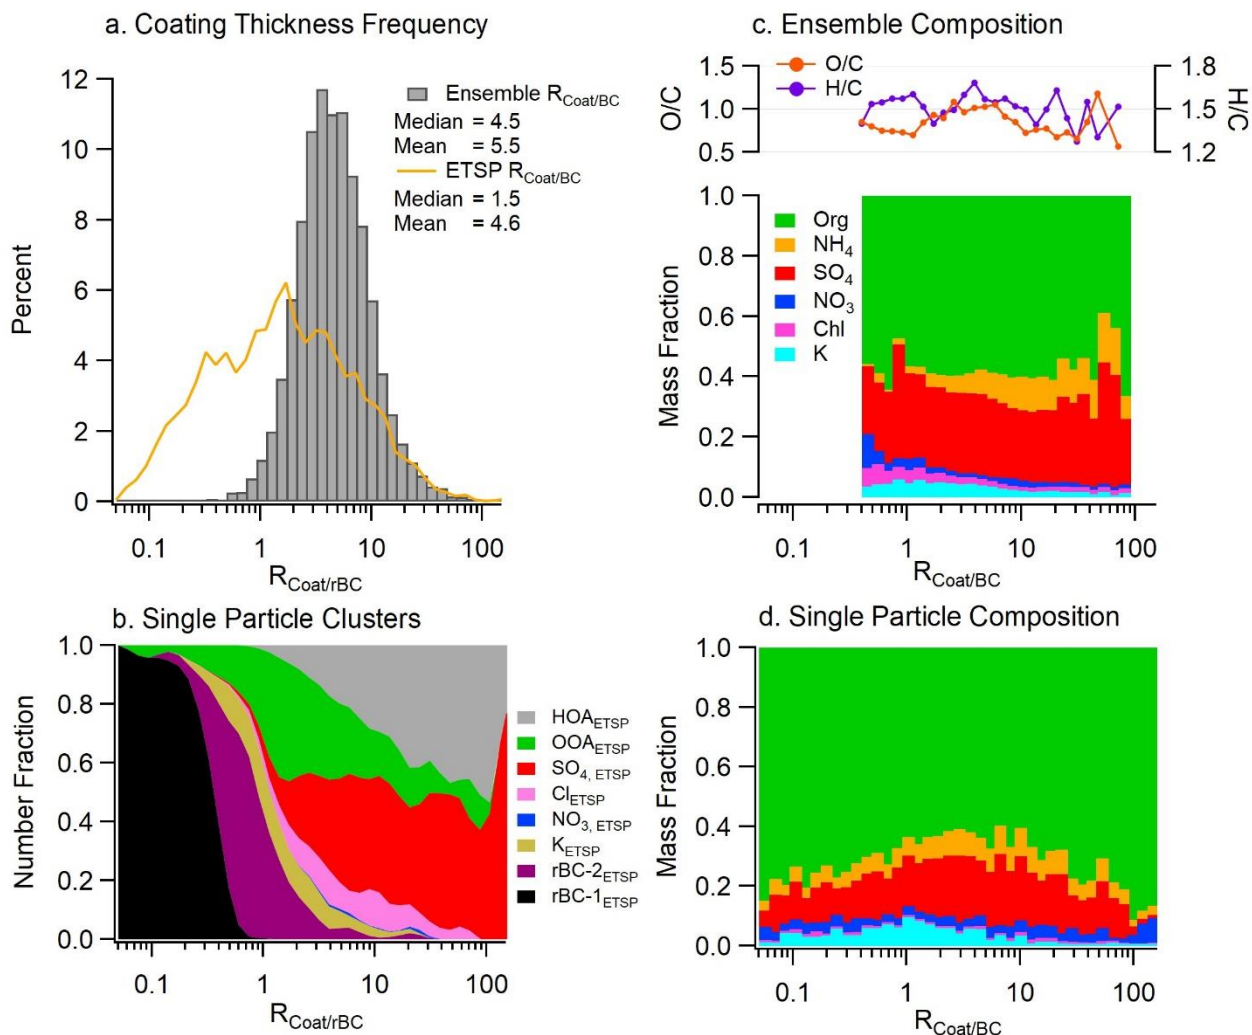 a. Coating Thickness Frequency
12
10
8
6
4
2
0
Percent
Ensemble R_Coat/BC
Median = 4.5
Mean = 5.5
ETSP R_Coat/BC
Median = 1.5
Mean = 4.6
0.1 1 10 100
R_Coat/rBC
b. Single Particle Clusters
1.0
0.8
0.6
0.4
0.2
0.0
Number Fraction
HOA_ETSP
OOA_ETSP
SO_4, ETSP
Cl_ETSP
NO_3, ETSP
K_ETSP
rBC-2_ETSP
rBC-1_ETSP
0.1 1 10 100
R_Coat/rBC
c. Ensemble Composition
O/C
H/C
1.5
1.0
0.5
O/C
1.8
1.5
1.2
H/C
1.0
0.8
0.6
0.4
0.2
0.0
Mass Fraction
Org
NH_4
SO_4
NO_3
Chl
K
0.1 1 10 100
R_Coat/BC
d. Single Particle Composition
1.0
0.8
0.6
0.4
0.2
0.0
Mass Fraction
0.1 1 10 100
R_Coat/BC